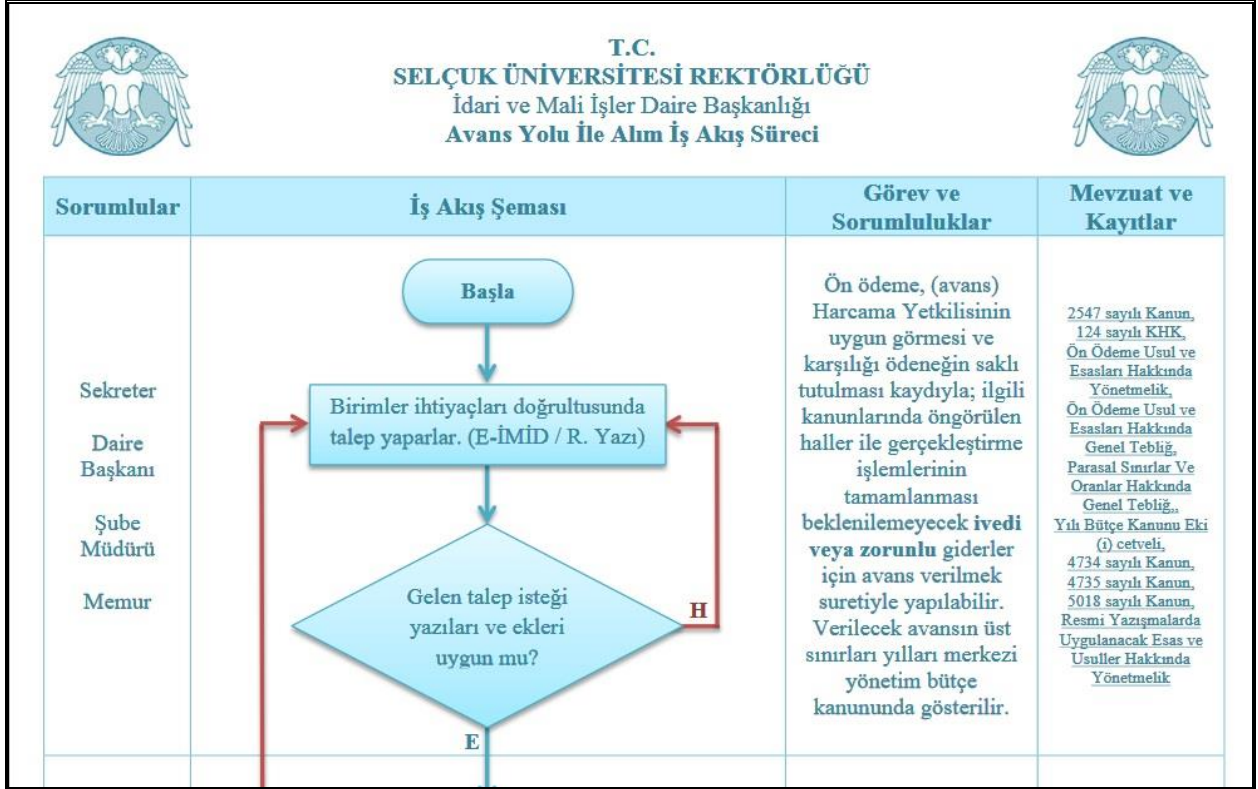 T.C.
SELÇUK ÜNİVERSİTESİ REKTÖRLÜĞÜ
İdari ve Mali İşler Daire Başkanlığı
Avans Yolu İle Alım İş Akış Süreci
Sorumlular
İş Akış Şeması
Görev ve
Sorumluluklar
Mevzuat ve
Kayıtlar
Sekreter
Daire
Başkanı
Şube
Müdürü
Memur
Başla
Birimler ihtiyaçları doğrultusunda
talep yaparlar. (E-İMİD / R. Yazı)
Gelen talep isteği
yazıları ve ekleri
uygun mu?
H
E
Ön ödeme, (avans)
Harcama Yetkilisinin
uygun görmesi ve
karşılığı ödeneğin saklı
tutulması kaydıyla; ilgili
kanunlarında öngörülen
haller ile gerçekleştirme
işlemlerinin
tamamlanması
beklenilemeyecek ivedi
veya zorunlu giderler
için avans verilmek
suretiyle yapılabilir.
Verilecek avansın üst
sınırları yılları merkezi
yönetim bütçe
kanununda gösterilir.
2547 sayılı Kanun,
124 sayılı KHK,
Ön Ödeme Usul ve
Esasları Hakkında
Yönetmelik,
Ön Ödeme Usul ve
Esasları Hakkında
Genel Tebliğ,
Parasal Sınırlar Ve
Oranlar Hakkında
Genel Tebliğ,,
Yılı Bütçe Kanunu Eki
(i) cetveli,
4734 sayılı Kanun,
4735 sayılı Kanun,
5018 sayılı Kanun,
Resmi Yazışmalarda
Uygulanacak Esas ve
Usuller Hakkında
Yönetmelik